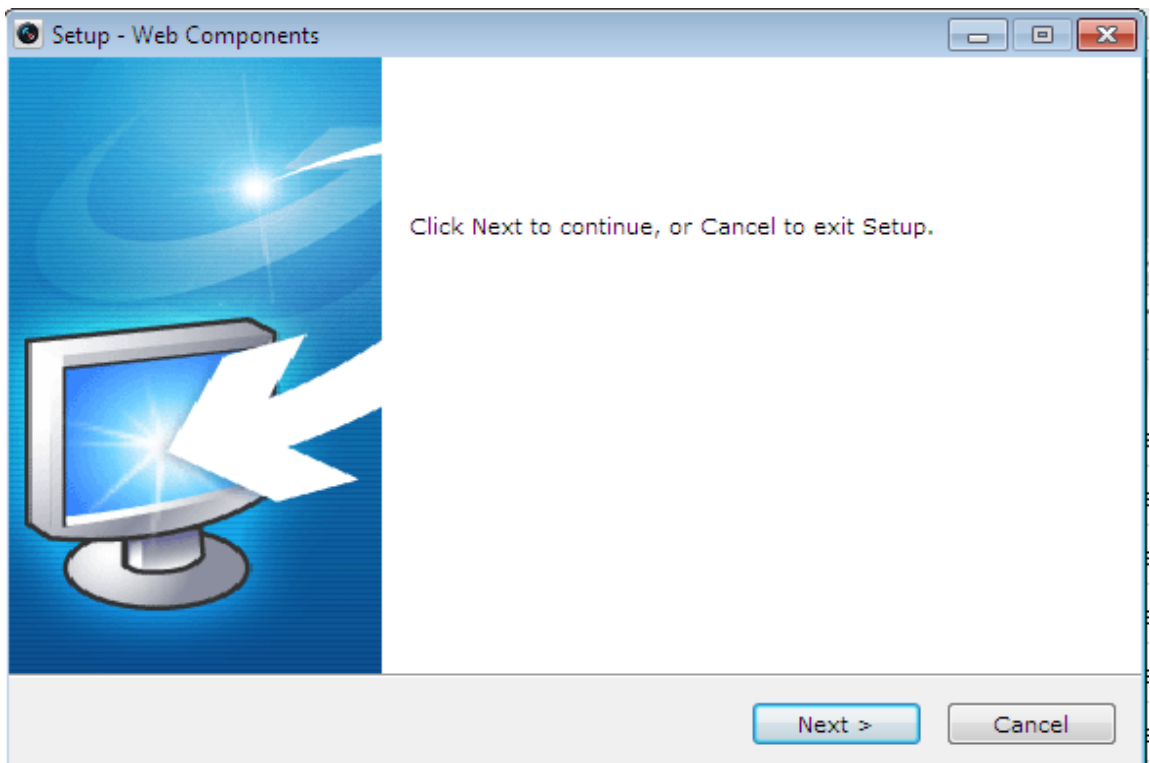 Setup - Web Components
Click Next to continue, or Cancel to exit Setup.
Next >
Cancel